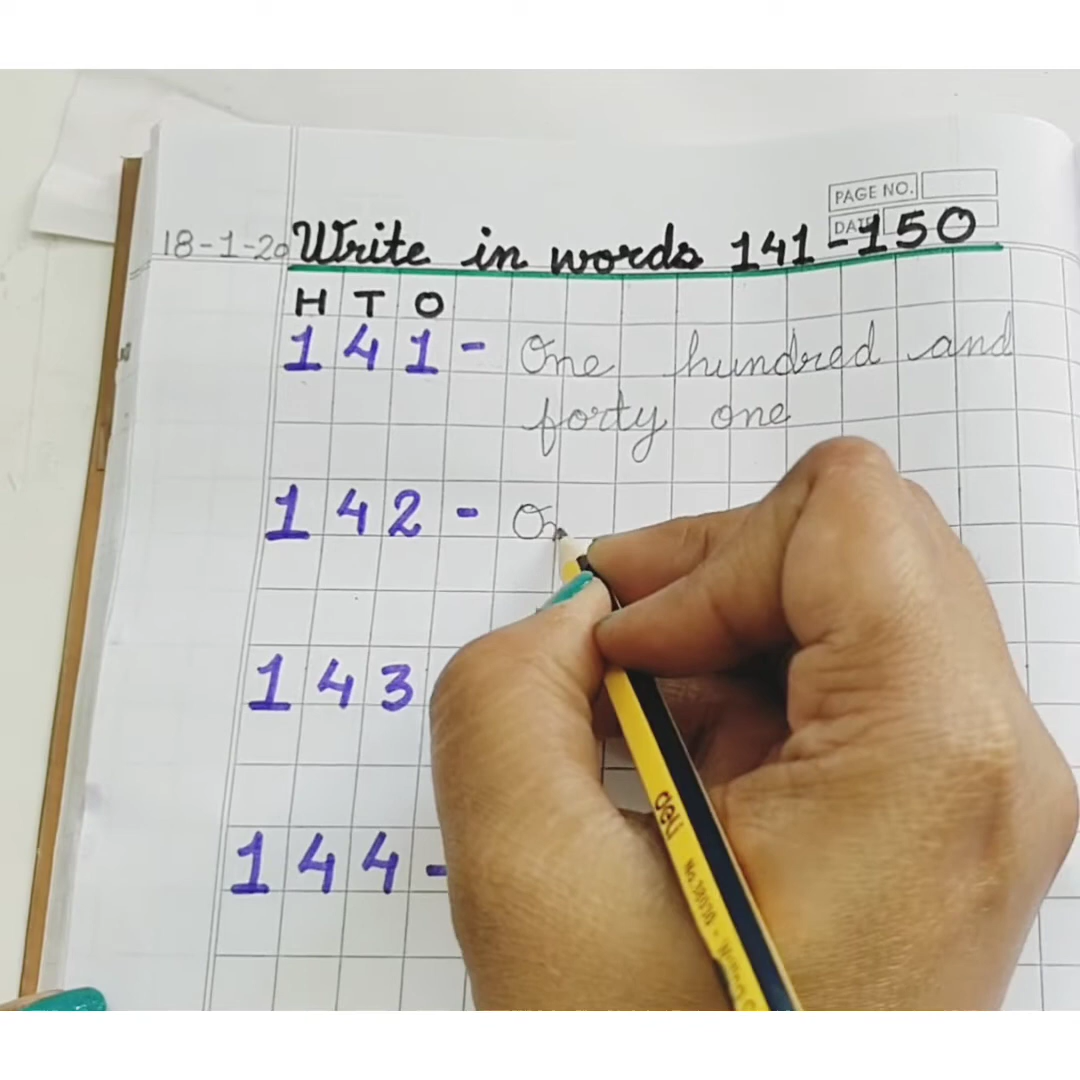 PAGE NO.
DATE
18-1-20 Write in words 141-150
H T O
141 - One hundred and
forty one
142 - On
143
144 -
deli